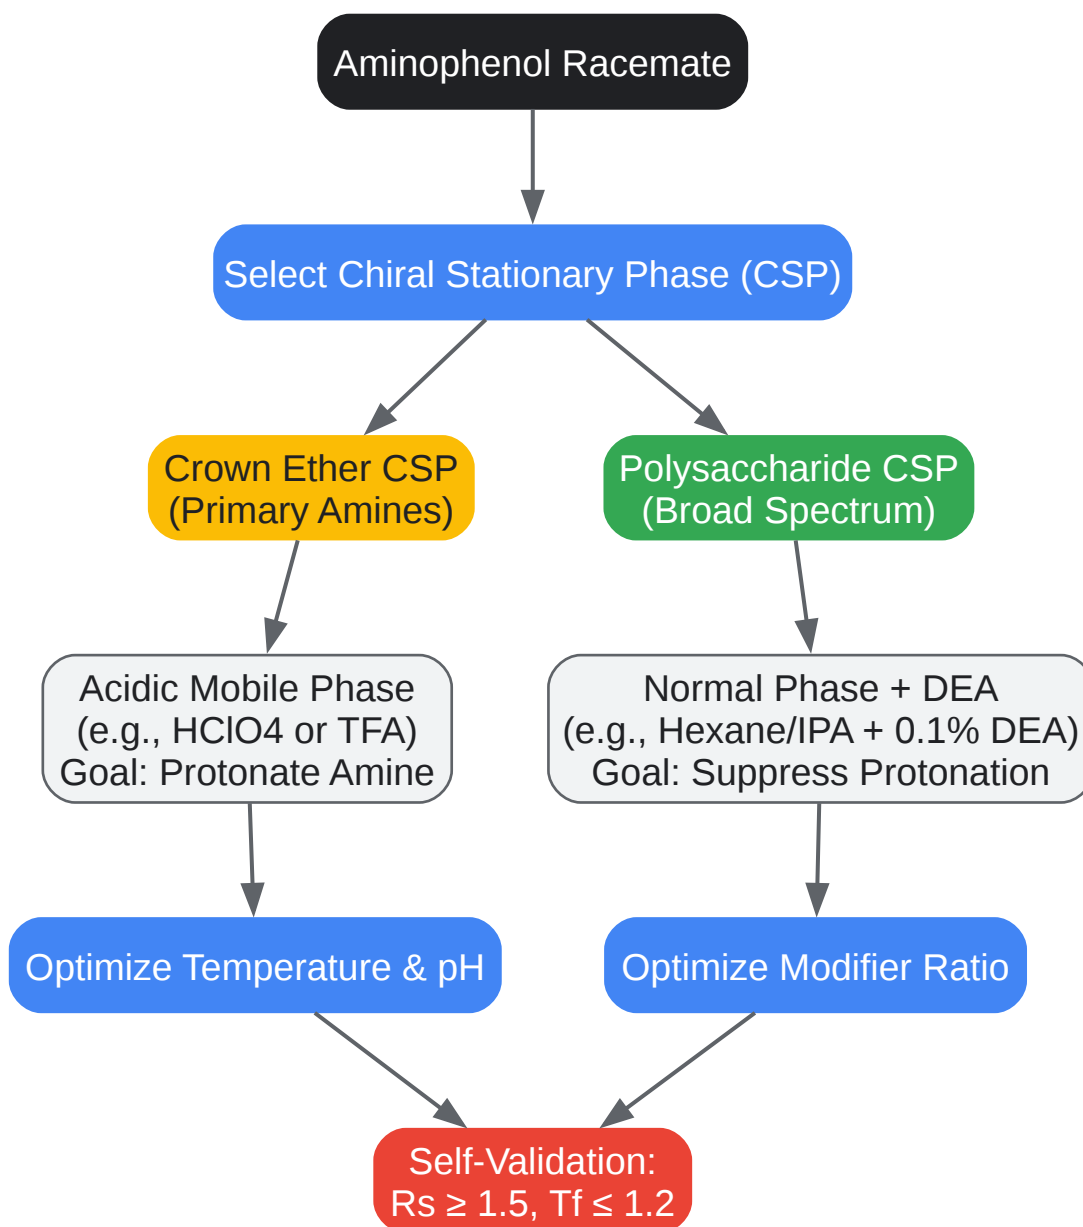 Aminophenol Racemate
Select Chiral Stationary Phase (CSP)
Crown Ether CSP
(Primary Amines)
Polysaccharide CSP
(Broad Spectrum)
Acidic Mobile Phase
(e.g., HClO4 or TFA)
Goal: Protonate Amine
Normal Phase + DEA
(e.g., Hexane/IPA + 0.1% DEA)
Goal: Suppress Protonation
Optimize Temperature & pH
Optimize Modifier Ratio
Self-Validation:
Rs ≥ 1.5, Tf ≤ 1.2